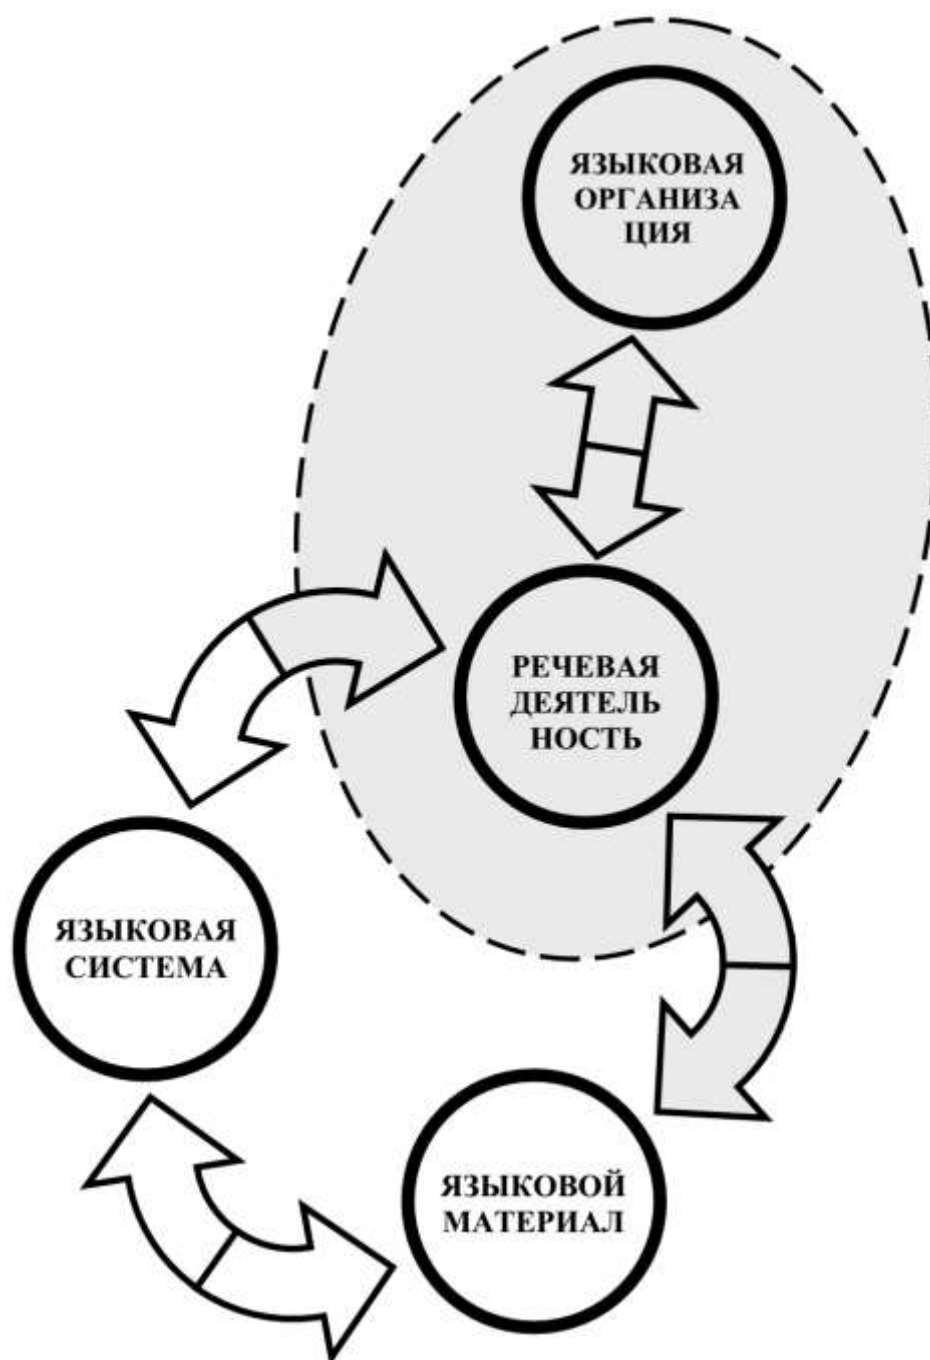 ЯЗЫКОВАЯ
ОРГАНИЗА
ЦИЯ
РЕЧЕВАЯ
ДЕЯТЕЛЬ
НОСТЬ
ЯЗЫКОВАЯ
СИСТЕМА
ЯЗЫКОВОЙ
МАТЕРИАЛ